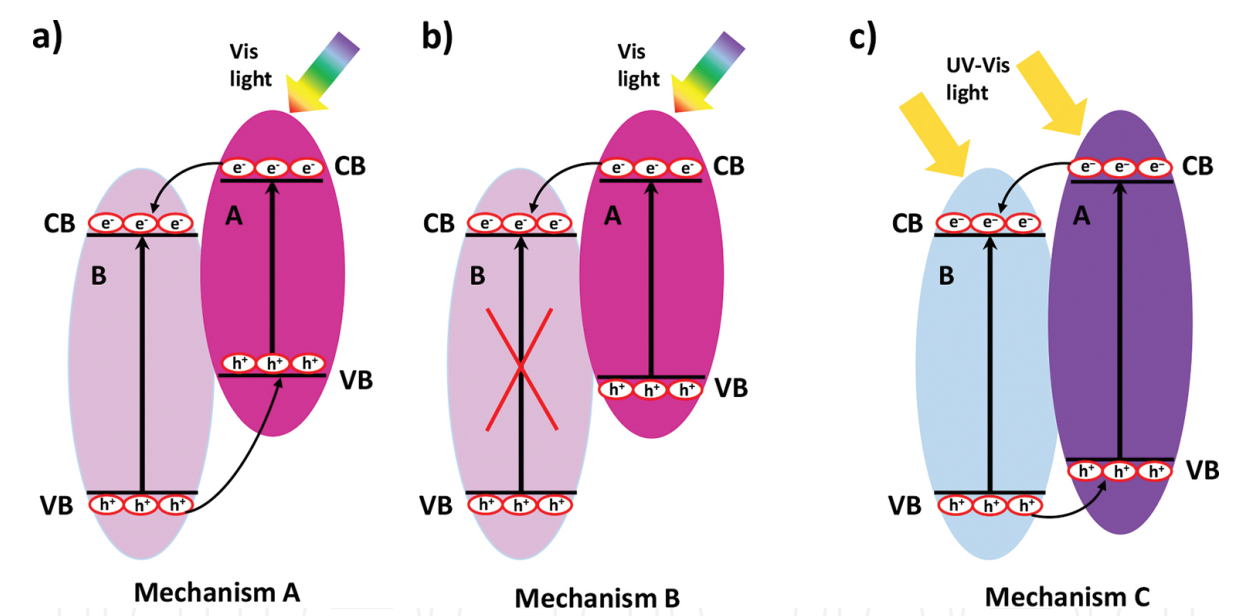 a)
Vis
light
e- e- e-
CB
A
CB
e- e- e-
B
h+ h+ h+
VB
VB
h+ h+ h+
Mechanism A
b)
Vis
light
e- e- e-
CB
A
CB
e- e- e-
B
VB
h+ h+ h+
VB
h+ h+ h+
Mechanism B
c)
UV-Vis
light
e– e– e–
CB
A
CB
e– e– e–
B
h+ h+ h+
VB
VB
h+ h+ h+
Mechanism C